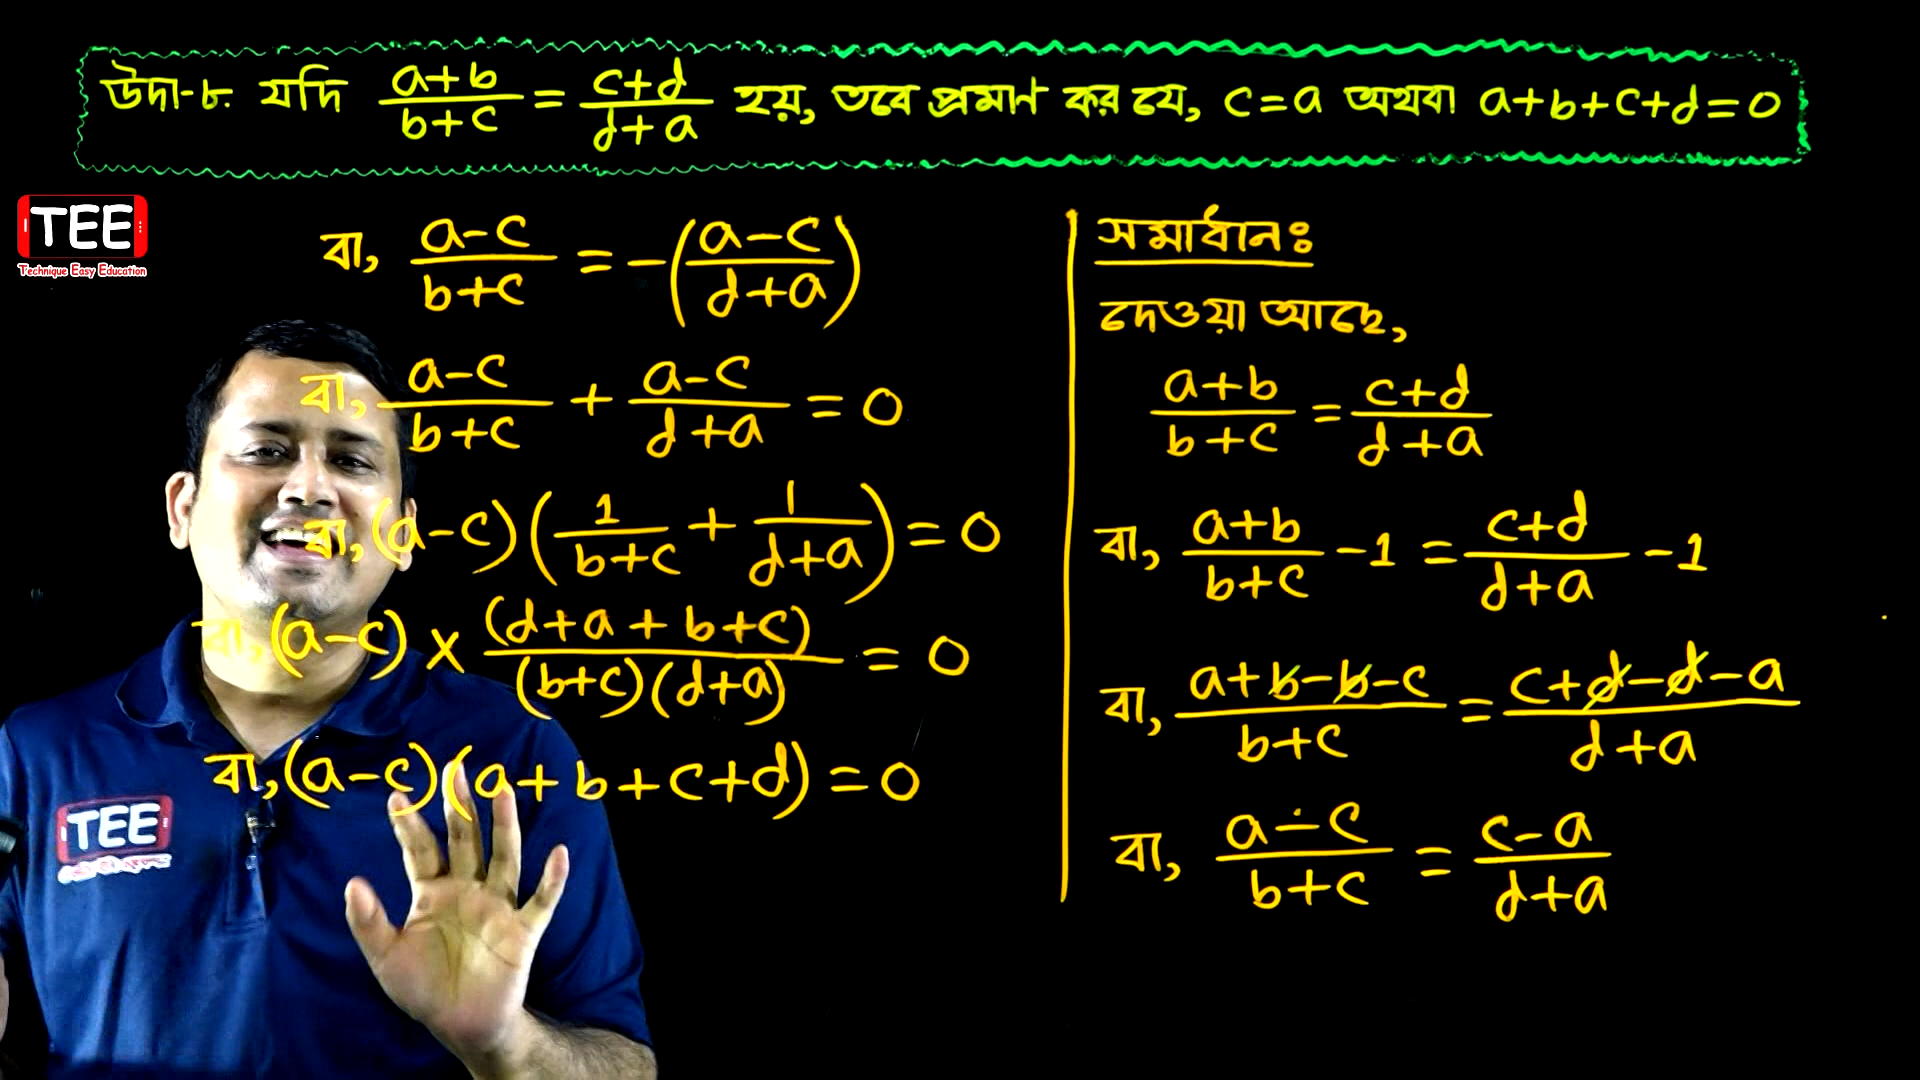 উদা-৮. যদি (a+b)/(b+c) = (c+d)/(d+a) হয়, তবে প্রমাণ কর যে, c=a অথবা a+b+c+d=0
TEE
Technique Easy Education
সমাধানঃ
দেওয়া আছে,
(a+b)/(b+c) = (c+d)/(d+a)
বা, (a+b)/(b+c) -1 = (c+d)/(d+a) -1
বা, (a+b-b-c)/(b+c) = (c+d-d-a)/(d+a)
বা, (a-c)/(b+c) = (c-a)/(d+a)
বা, (a-c)/(b+c) = -((a-c)/(d+a))
বা, (a-c)/(b+c) + (a-c)/(d+a) = 0
বা, (a-c)(1/(b+c) + 1/(d+a)) = 0
বা, (a-c) × (d+a+b+c)/((b+c)(d+a)) = 0
বা, (a-c)(a+b+c+d) = 0
TEE